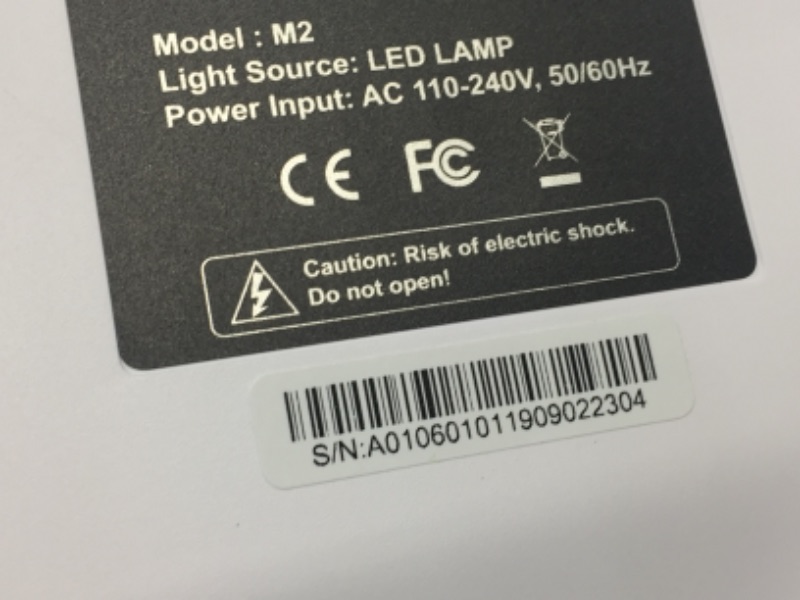 Model : M2
Light Source: LED LAMP
Power Input: AC 110-240V, 50/60Hz
CE FC
Caution: Risk of electric shock.
Do not open!
S/N:A010601011909022304